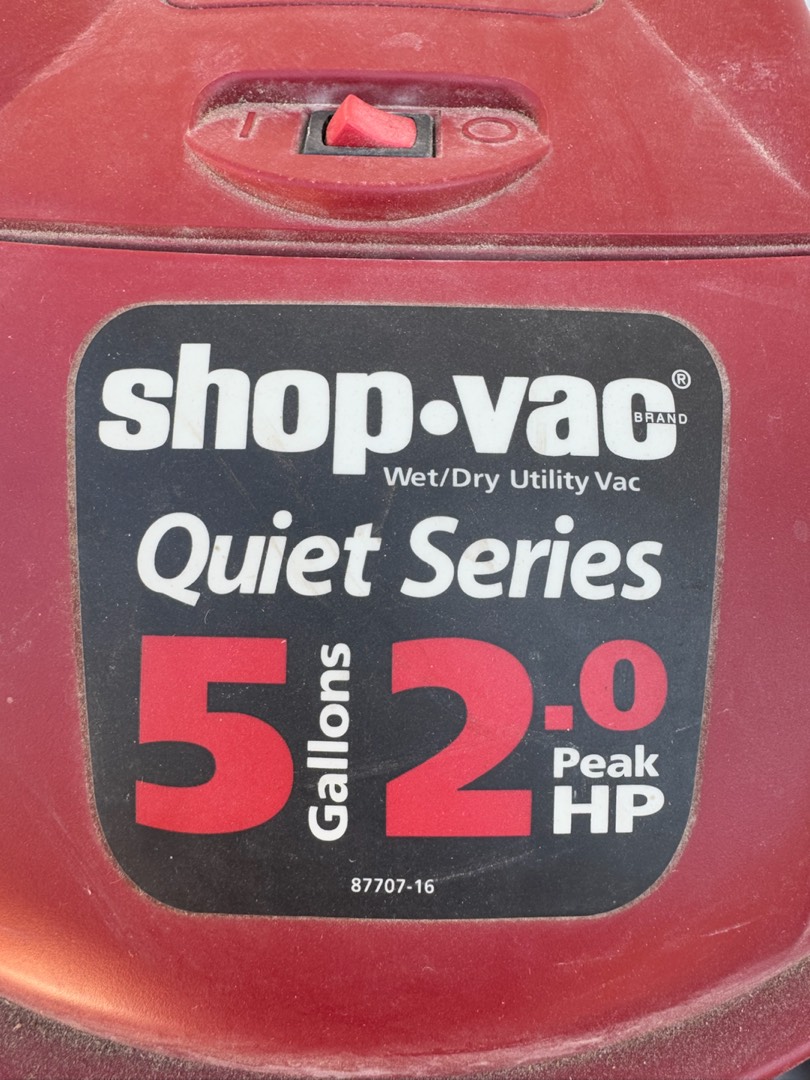 I O
shop·vac®
BRAND
Wet/Dry Utility Vac
Quiet Series
5 Gallons 2.0 Peak HP
87707-16